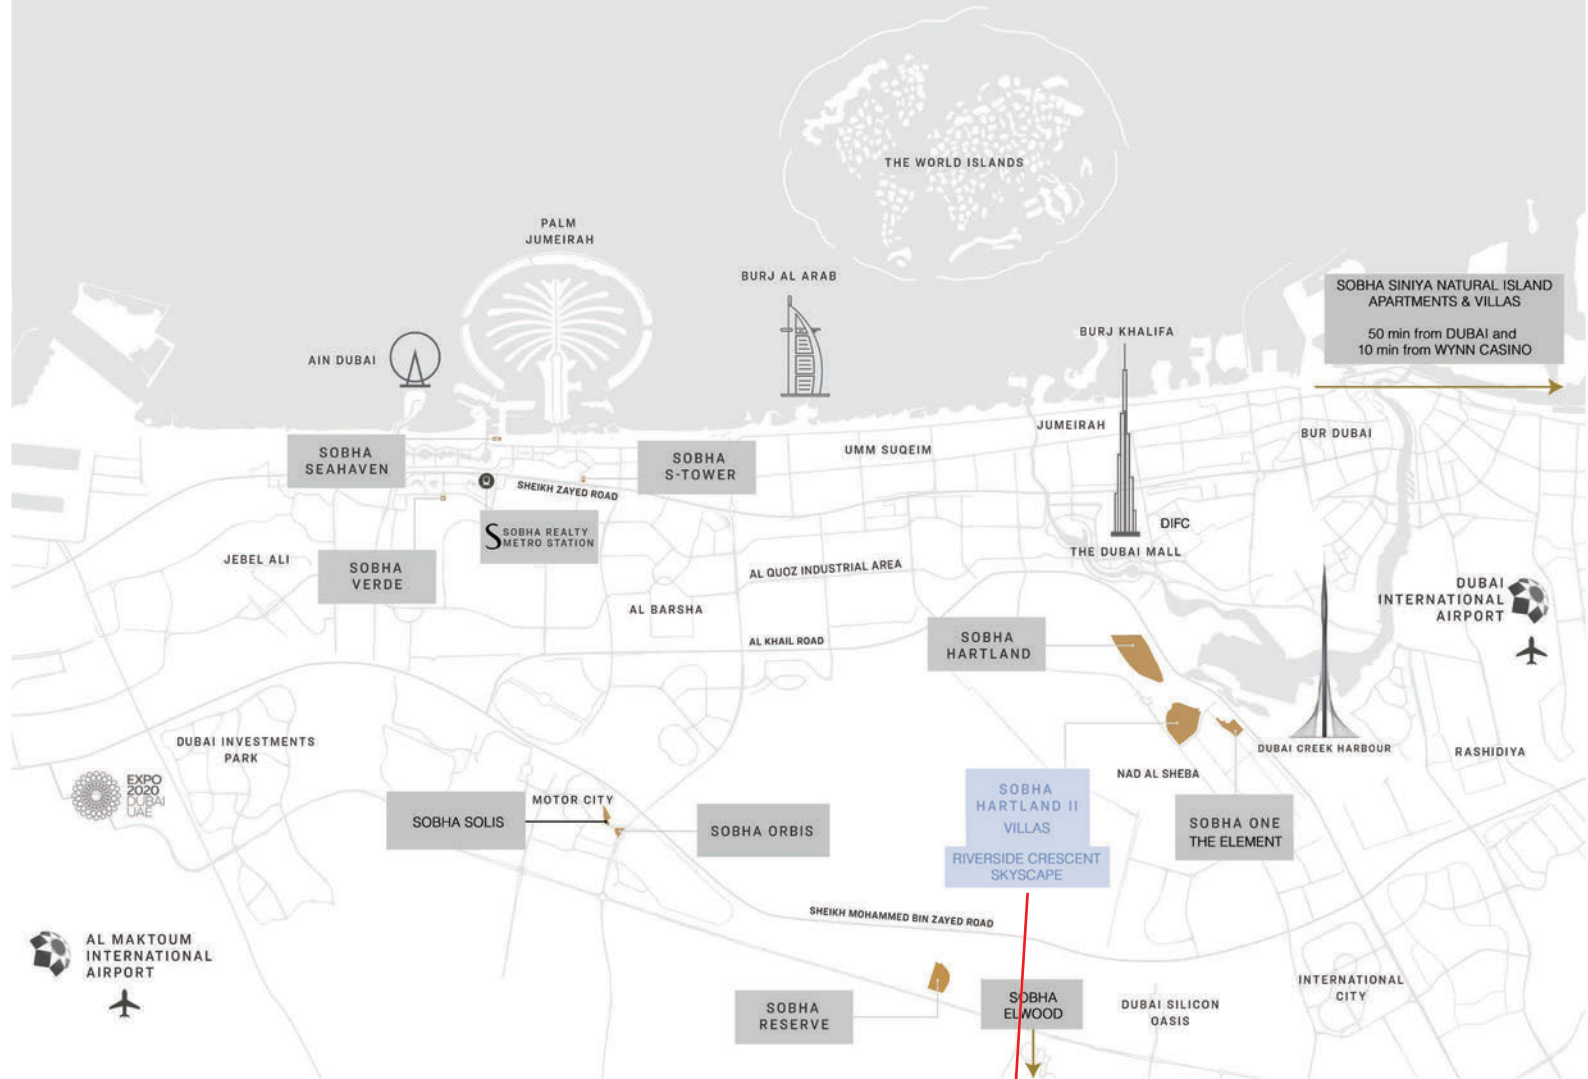 THE WORLD ISLANDS
PALM
JUMEIRAH
BURJ AL ARAB
SOBHA SINIYA NATURAL ISLAND
APARTMENTS & VILLAS
50 min from DUBAI and
10 min from WYNN CASINO
BURJ KHALIFA
AIN DUBAI
JUMEIRAH
BUR DUBAI
UMM SUQEIM
SOBHA
SEAHAVEN
SOBHA
S-TOWER
SHEIKH ZAYED ROAD
S SOBHA REALTY
METRO STATION
DIFC
THE DUBAI MALL
JEBEL ALI
SOBHA
VERDE
AL QUOZ INDUSTRIAL AREA
DUBAI
INTERNATIONAL
AIRPORT
AL BARSHA
AL KHAIL ROAD
SOBHA
HARTLAND
DUBAI INVESTMENTS
PARK
DUBAI CREEK HARBOUR
RASHIDIYA
NAD AL SHEBA
EXPO
2020
DUBAI
UAE
MOTOR CITY
SOBHA SOLIS
SOBHA ORBIS
SOBHA
HARTLAND II
VILLAS
RIVERSIDE CRESCENT
SKYSCAPE
SOBHA ONE
THE ELEMENT
SHEIKH MOHAMMED BIN ZAYED ROAD
AL MAKTOUM
INTERNATIONAL
AIRPORT
SOBHA
RESERVE
SOBHA
ELWOOD
DUBAI SILICON
OASIS
INTERNATIONAL
CITY